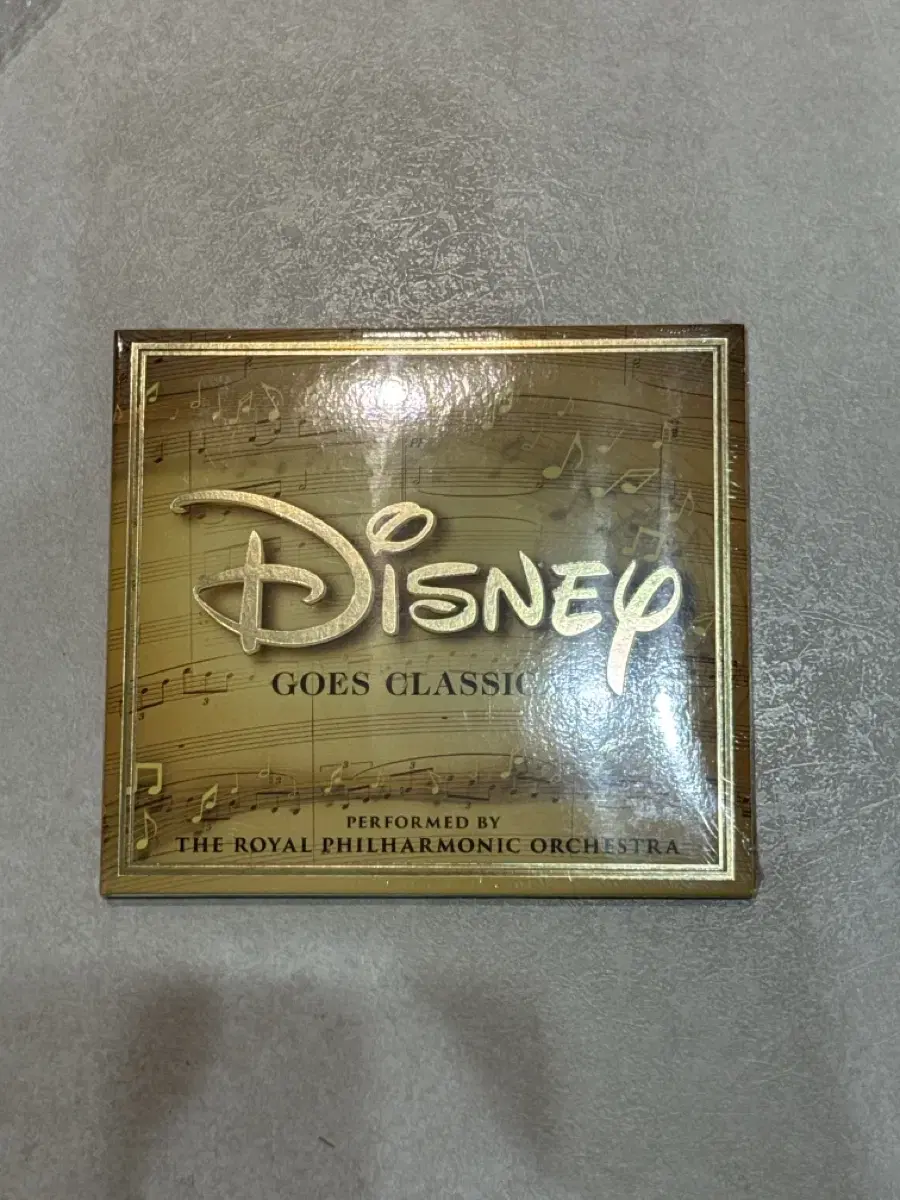 Disney
GOES CLASSIC
PERFORMED BY
THE ROYAL PHILHARMONIC ORCHESTRA